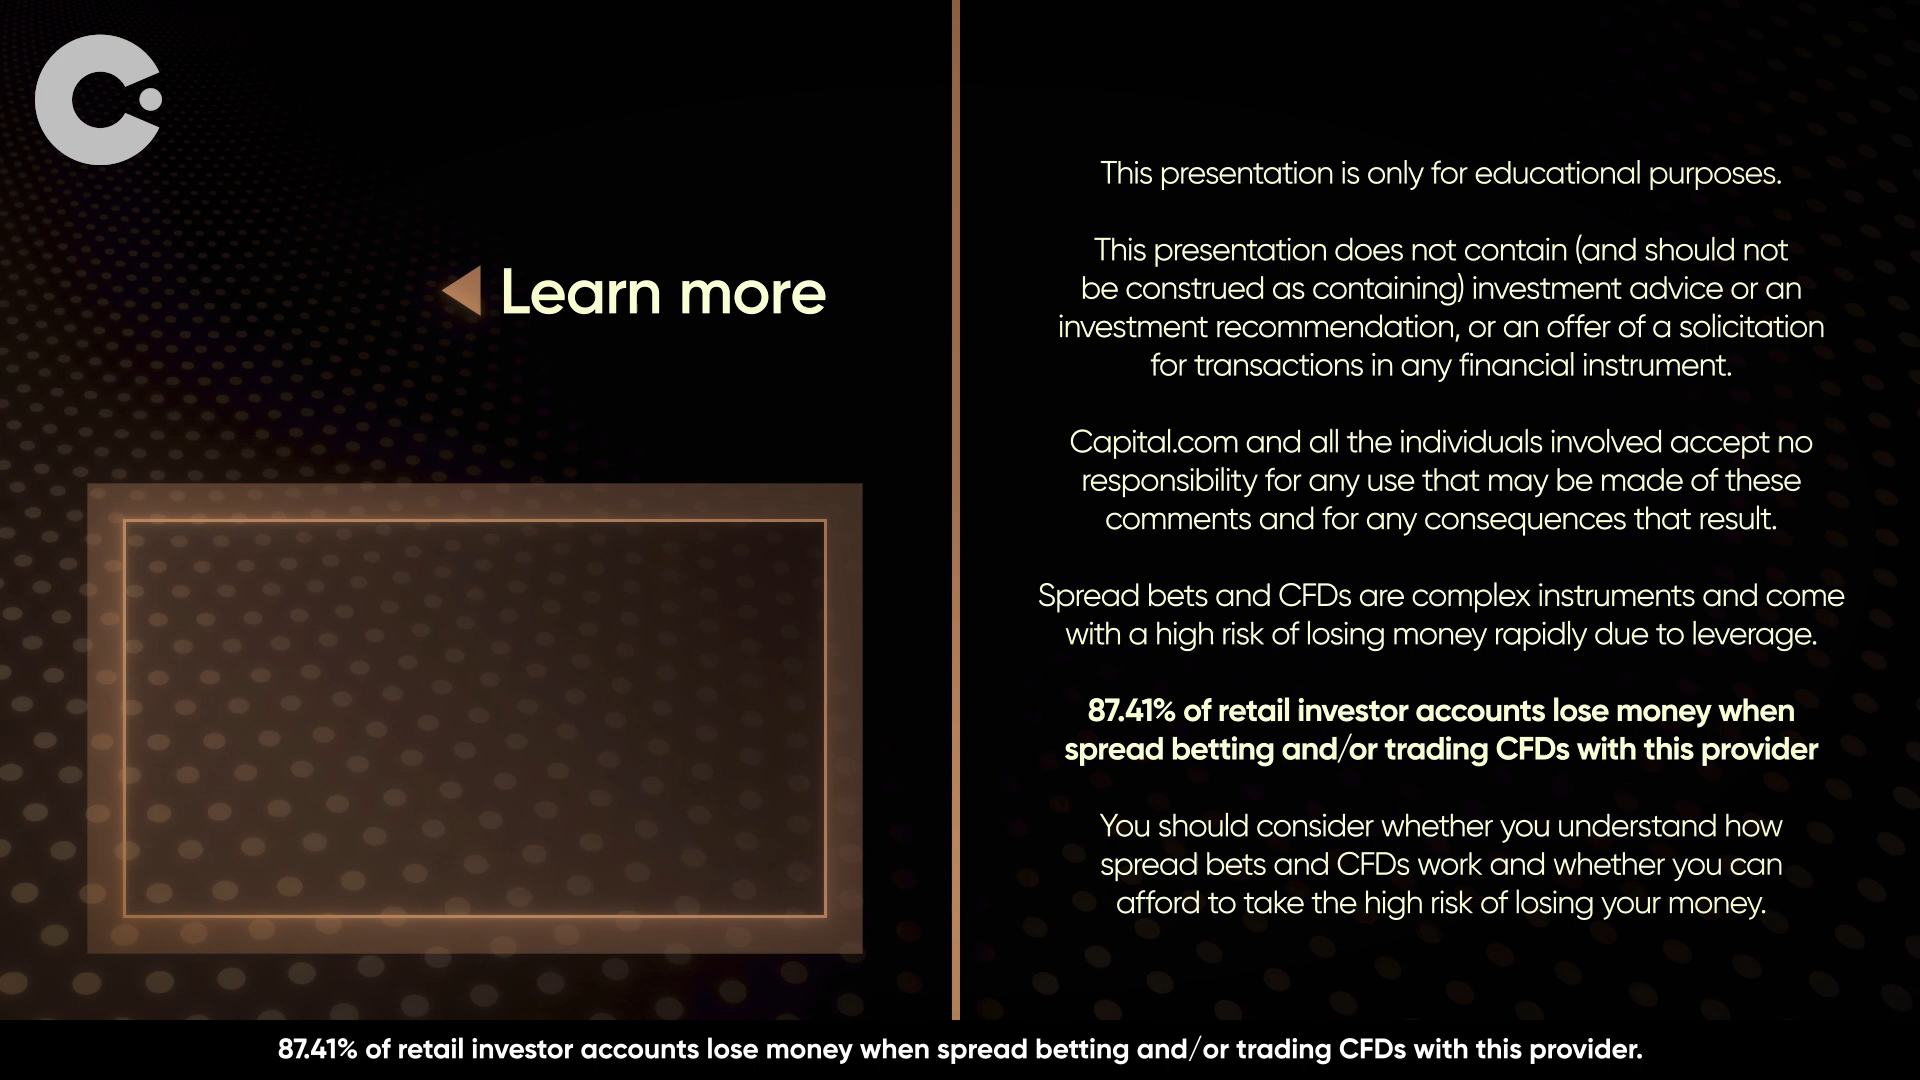 Learn more
This presentation is only for educational purposes.
This presentation does not contain (and should not
be construed as containing) investment advice or an
investment recommendation, or an offer of a solicitation
for transactions in any financial instrument.
Capital.com and all the individuals involved accept no
responsibility for any use that may be made of these
comments and for any consequences that result.
Spread bets and CFDs are complex instruments and come
with a high risk of losing money rapidly due to leverage.
87.41% of retail investor accounts lose money when
spread betting and/or trading CFDs with this provider
You should consider whether you understand how
spread bets and CFDs work and whether you can
afford to take the high risk of losing your money.
87.41% of retail investor accounts lose money when spread betting and/or trading CFDs with this provider.